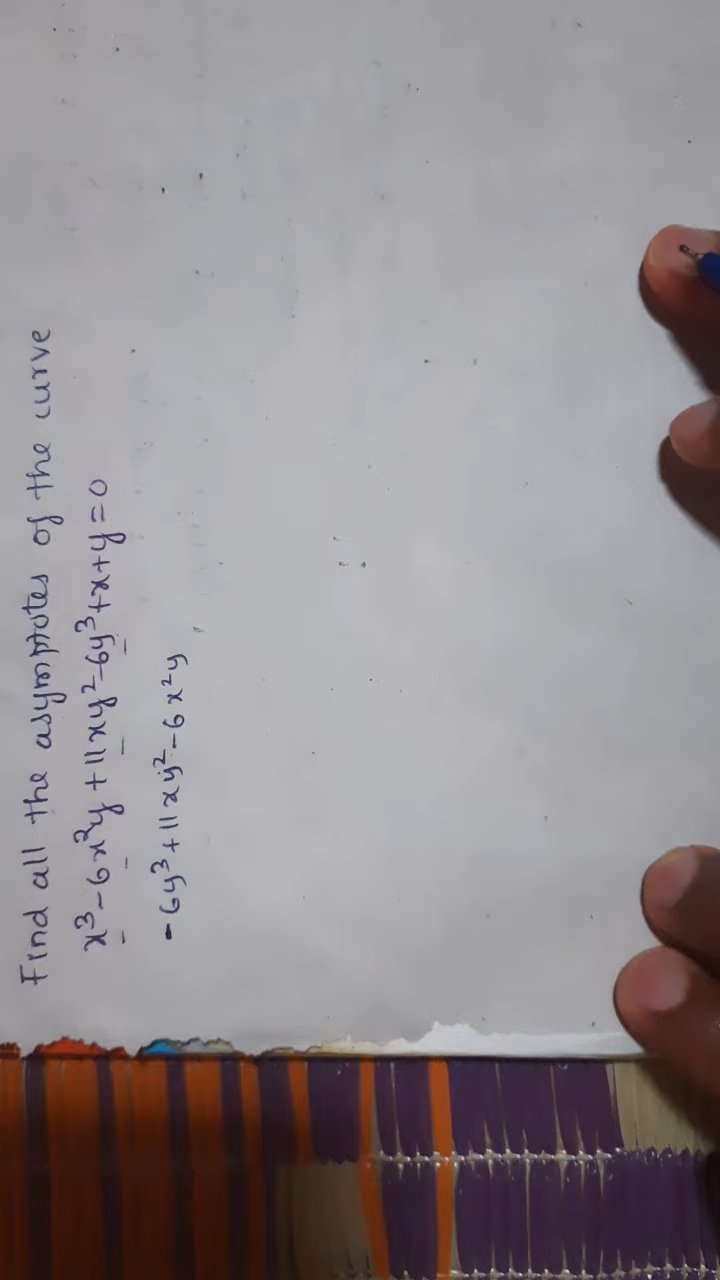 Find all the asymptotes of the curve
x³-6x²y+11xy²-6y³+x+y=0
-6y³+11xy²-6x²y